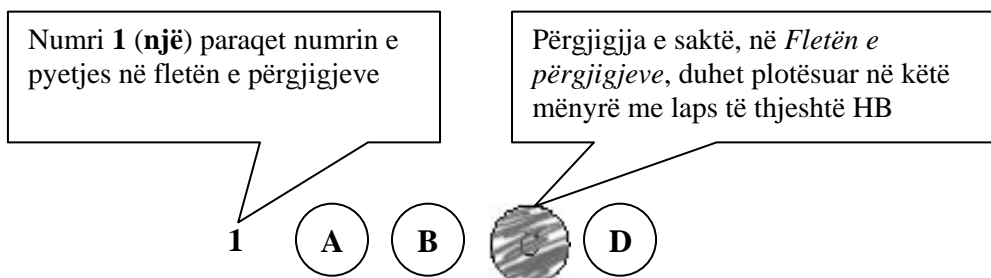 Numri 1 (një) paraqet numrin e
pyetjes në fletën e përgjigjeve
Përgjigjja e saktë, në Fletën e
përgjigjeve, duhet plotësuar në këtë
mënyrë me laps të thjeshtë HB
1 A B D